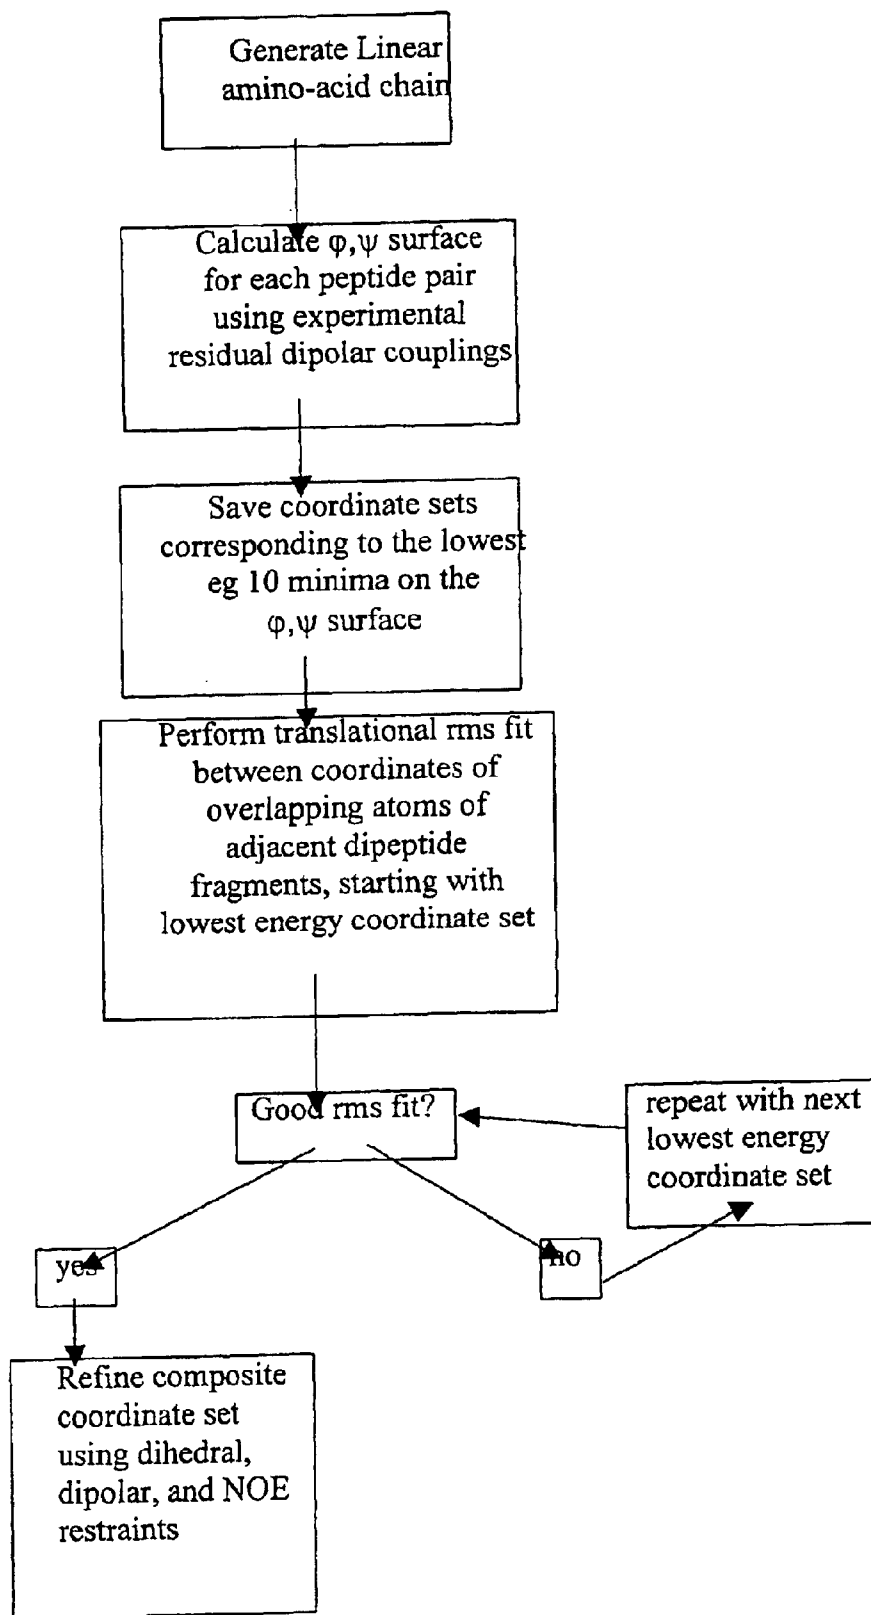 Generate Linear
amino-acid chain
Calculate φ,ψ surface
for each peptide pair
using experimental
residual dipolar couplings
Save coordinate sets
corresponding to the lowest
eg 10 minima on the
φ,ψ surface
Perform translational rms fit
between coordinates of
overlapping atoms of
adjacent dipeptide
fragments, starting with
lowest energy coordinate set
Good rms fit?
repeat with next
lowest energy
coordinate set
yes
no
Refine composite
coordinate set
using dihedral,
dipolar, and NOE
restraints